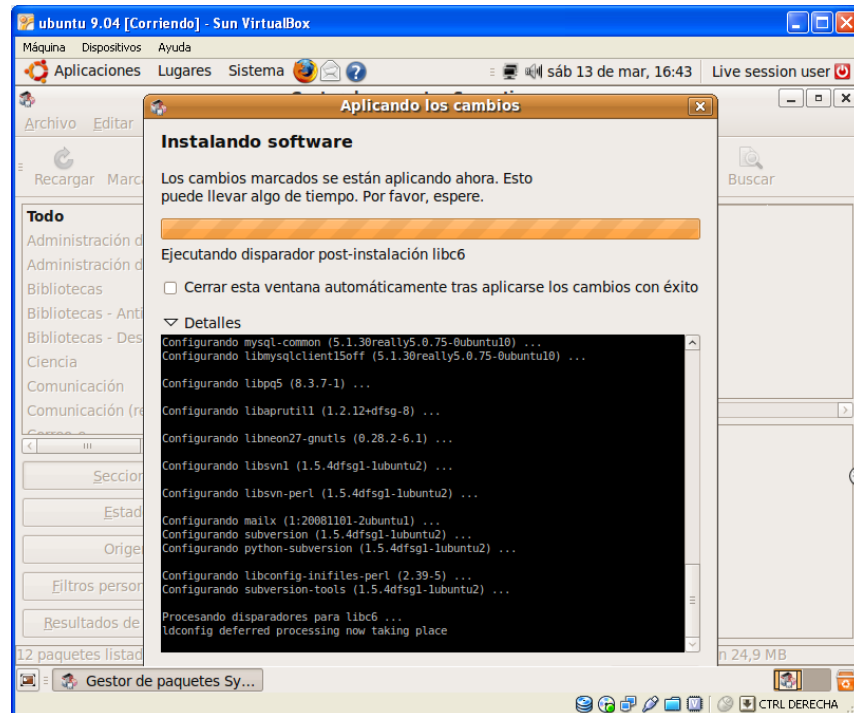 ubuntu 9.04 [Corriendo] - Sun VirtualBox
Máquina Dispositivos Ayuda
Aplicaciones Lugares Sistema sáb 13 de mar, 16:43 Live session user
Aplicando los cambios
Archivo Editar
Instalando software
Recargar Buscar
Los cambios marcados se están aplicando ahora. Esto
puede llevar algo de tiempo. Por favor, espere.
Todo
Administración
Administración
Ejecutando disparador post-instalación libc6
Bibliotecas
Cerrar esta ventana automáticamente tras aplicarse los cambios con éxito
Bibliotecas -
Bibliotecas -
Detalles
Ciencia
Comunicación
Comunicación
Configurando mysql-common (5.1.30really5.0.75-0ubuntu10) ...
Configurando libmysqlclient15off (5.1.30really5.0.75-0ubuntu10) ...
Configurando libpq5 (8.3.7-1) ...
Configurando libaprutil1 (1.2.12+dfsg-8) ...
Configurando libneon27-gnutls (0.28.2-6.1) ...
Configurando libsvn1 (1.5.4dfsg1-1ubuntu2) ...
Configurando libsvn-perl (1.5.4dfsg1-1ubuntu2) ...
Configurando mailx (1:20081101-2ubuntu1) ...
Configurando subversion (1.5.4dfsg1-1ubuntu2) ...
Configurando python-subversion (1.5.4dfsg1-1ubuntu2) ...
Configurando libconfig-inifiles-perl (2.39-5) ...
Configurando subversion-tools (1.5.4dfsg1-1ubuntu2) ...
Procesando disparadores para libc6 ...
ldconfig deferred processing now taking place
Seccion
Estad
Orige
Filtros person
Resultados de
12 paquetes listad n 24,9 MB
Gestor de paquetes Sy...
CTRL DERECHA